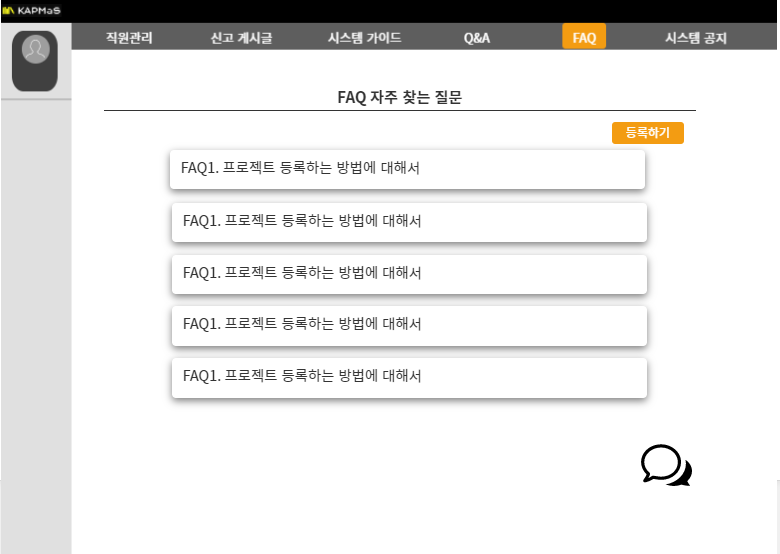 KAPMaS
직원관리 신고 게시글 시스템 가이드 Q&A FAQ 시스템 공지
FAQ 자주 찾는 질문
등록하기
FAQ1. 프로젝트 등록하는 방법에 대해서
FAQ1. 프로젝트 등록하는 방법에 대해서
FAQ1. 프로젝트 등록하는 방법에 대해서
FAQ1. 프로젝트 등록하는 방법에 대해서
FAQ1. 프로젝트 등록하는 방법에 대해서